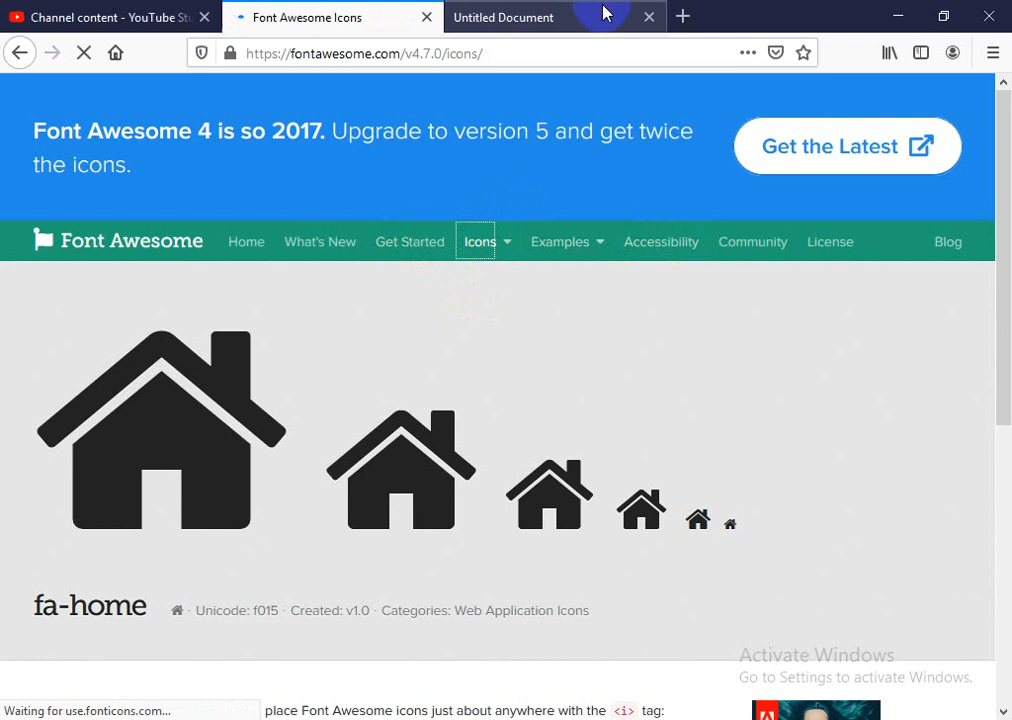 Channel content - YouTube Stu
Font Awesome Icons
Untitled Document
https://fontawesome.com/v4.7.0/icons/
Font Awesome 4 is so 2017. Upgrade to version 5 and get twice
the icons.
Get the Latest
Font Awesome
Home
What's New
Get Started
Icons
Examples
Accessibility
Community
License
Blog
fa-home
· Unicode: f015 · Created: v1.0 · Categories: Web Application Icons
Activate Windows
Go to Settings to activate Windows.
Waiting for use.fonticons.com...
place Font Awesome icons just about anywhere with the <i> tag: